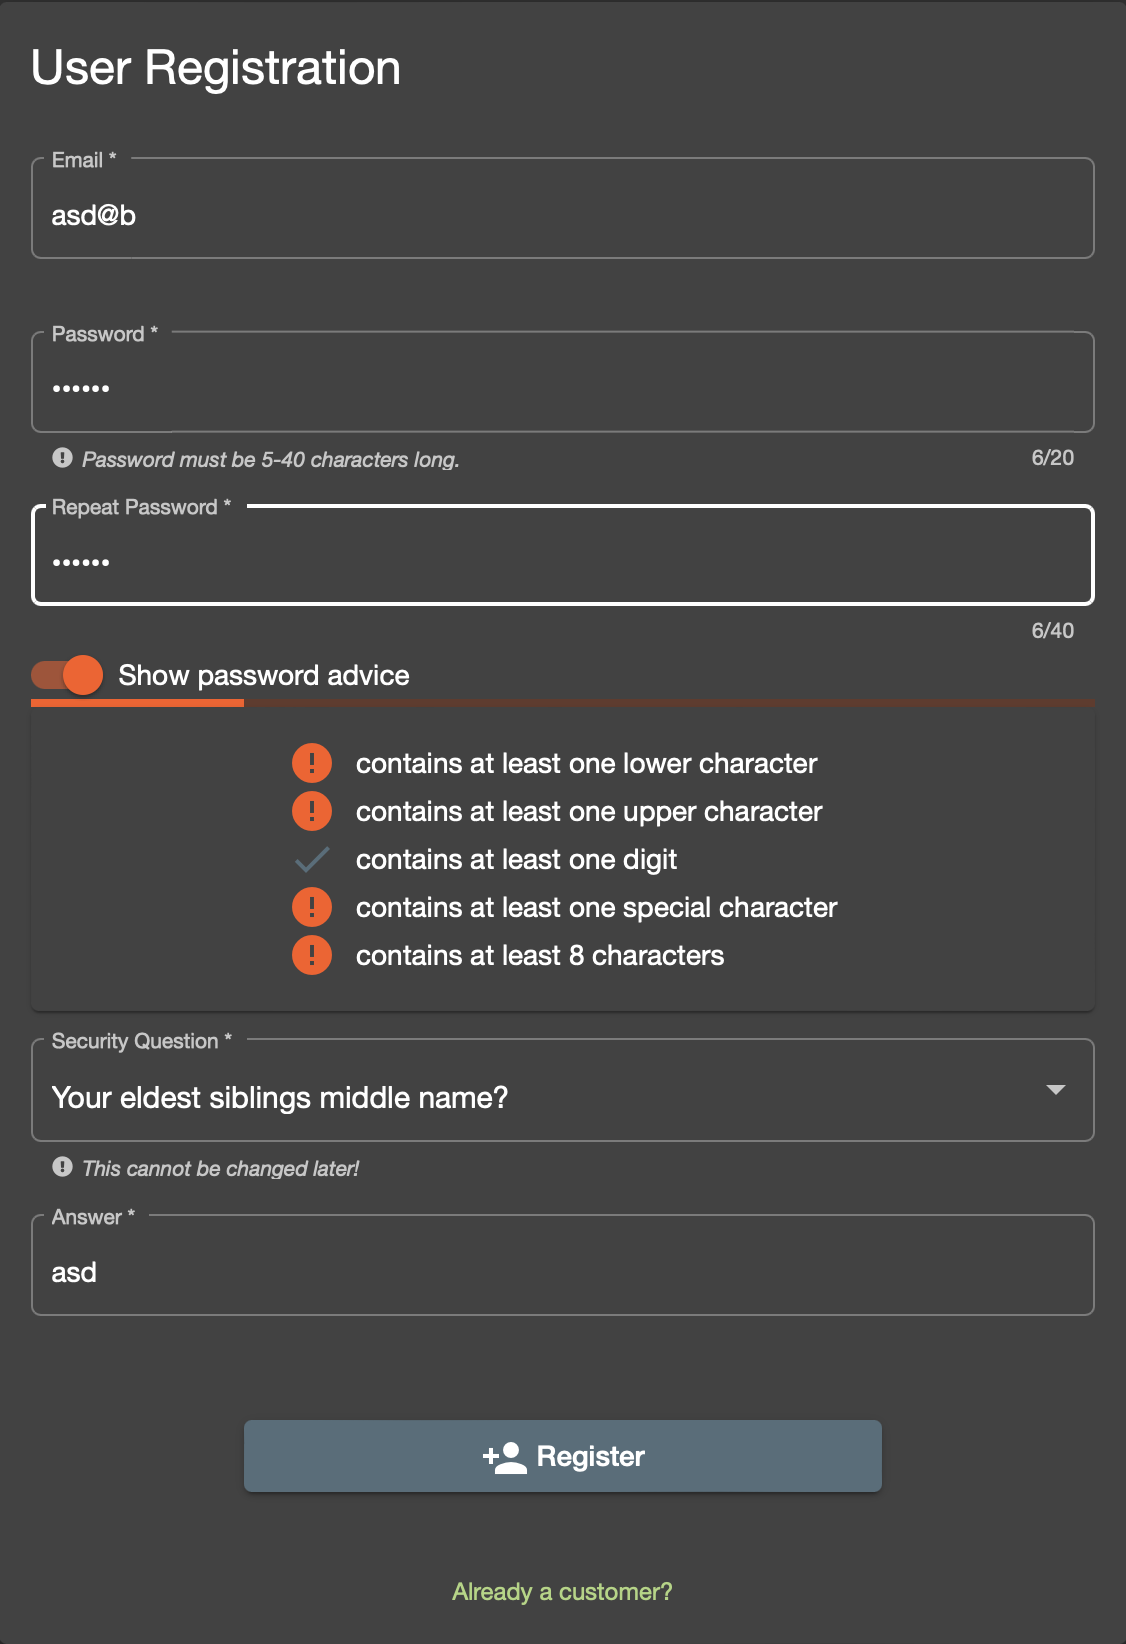 User Registration
Email *
asd@b
Password *
••••••
Password must be 5-40 characters long.
6/20
Repeat Password *
••••••
6/40
Show password advice
contains at least one lower character
contains at least one upper character
contains at least one digit
contains at least one special character
contains at least 8 characters
Security Question *
Your eldest siblings middle name?
This cannot be changed later!
Answer *
asd
Register
Already a customer?